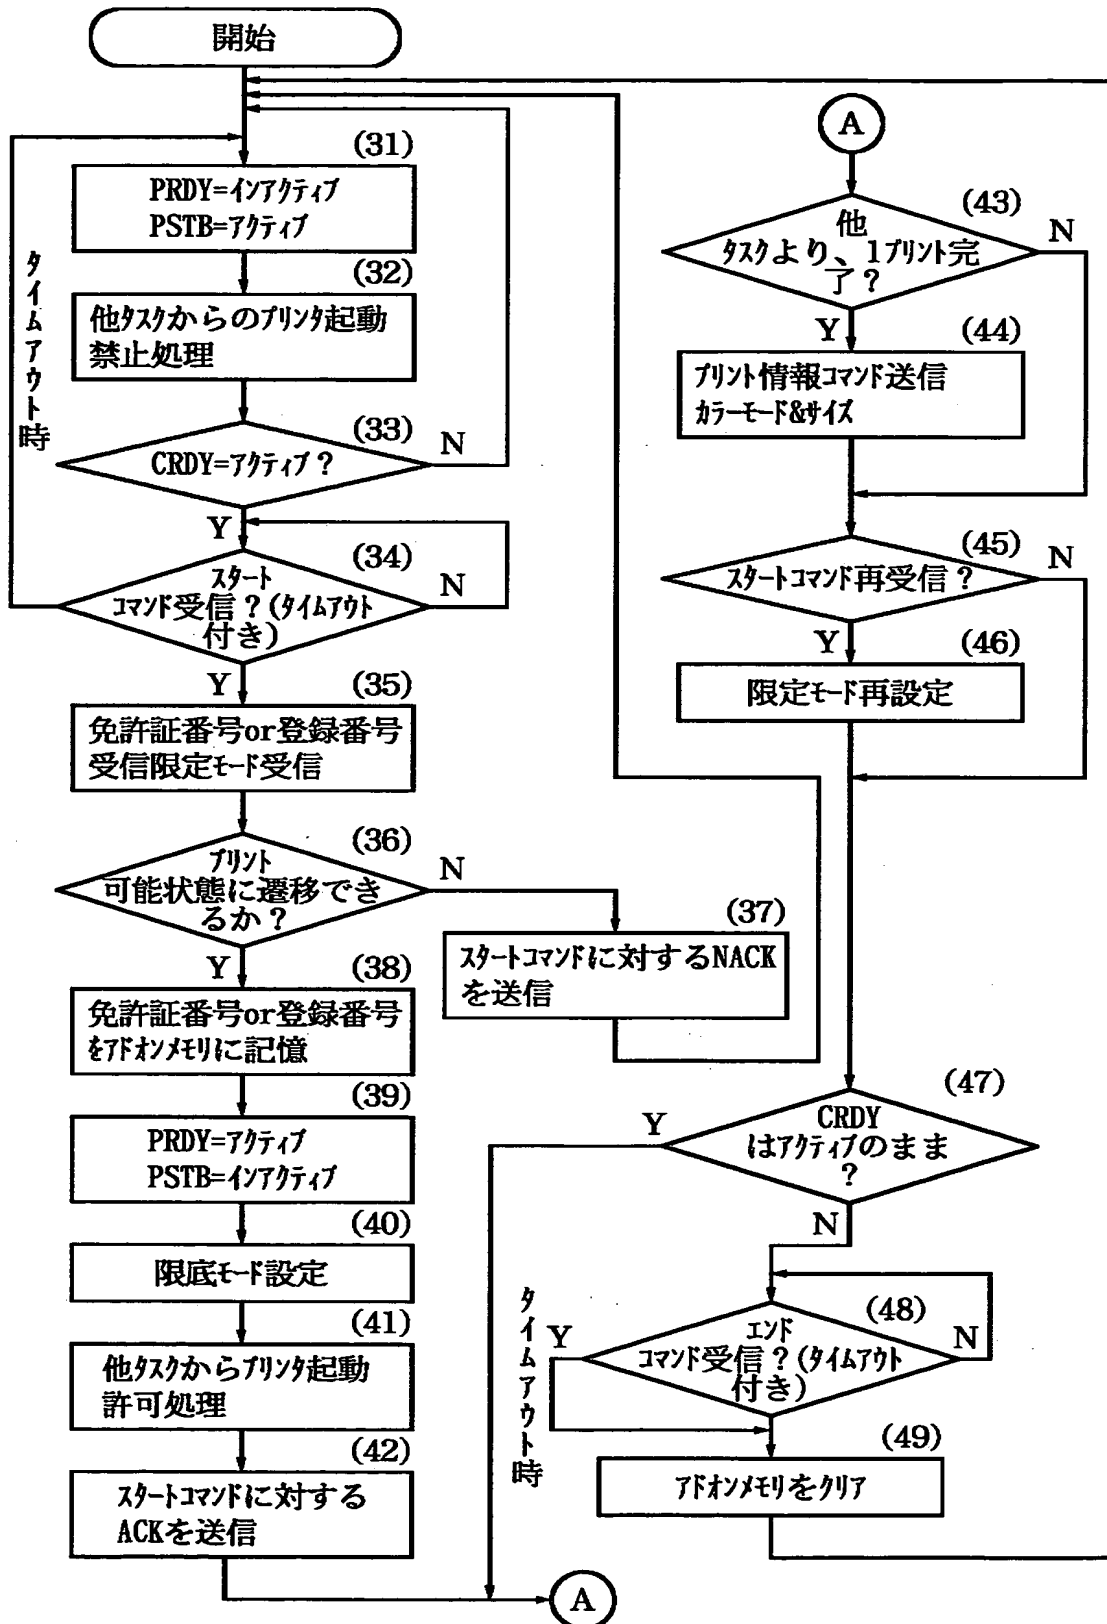 開始
(31)
PRDY=インアクティブ
PSTB=アクティブ
(32)
他タスクからのプリンタ起動
禁止処理
(33)
CRDY=アクティブ?
N
Y
タイムアウト時
(34)
スタート
コマンド受信?(タイムアウト
付き)
N
Y
(35)
免許証番号or登録番号
受信限定モード受信
(36)
プリント
可能状態に遷移でき
るか?
N
Y
(37)
スタートコマンドに対するNACK
を送信
(38)
免許証番号or登録番号
をアドオンメモリに記憶
(39)
PRDY=アクティブ
PSTB=インアクティブ
(40)
限底モード設定
(41)
他タスクからプリンタ起動
許可処理
(42)
スタートコマンドに対する
ACKを送信
A
A
(43)
他
タスクより、1プリント完
了?
N
Y
(44)
プリント情報コマンド送信
カラーモード&サイズ
(45)
スタートコマンド再受信?
N
Y
(46)
限定モード再設定
(47)
CRDY
はアクティブのまま
?
Y
N
(48)
エンド
コマンド受信?(タイムアウト
付き)
Y
N
タイムアウト時
(49)
アドオンメモリをクリア